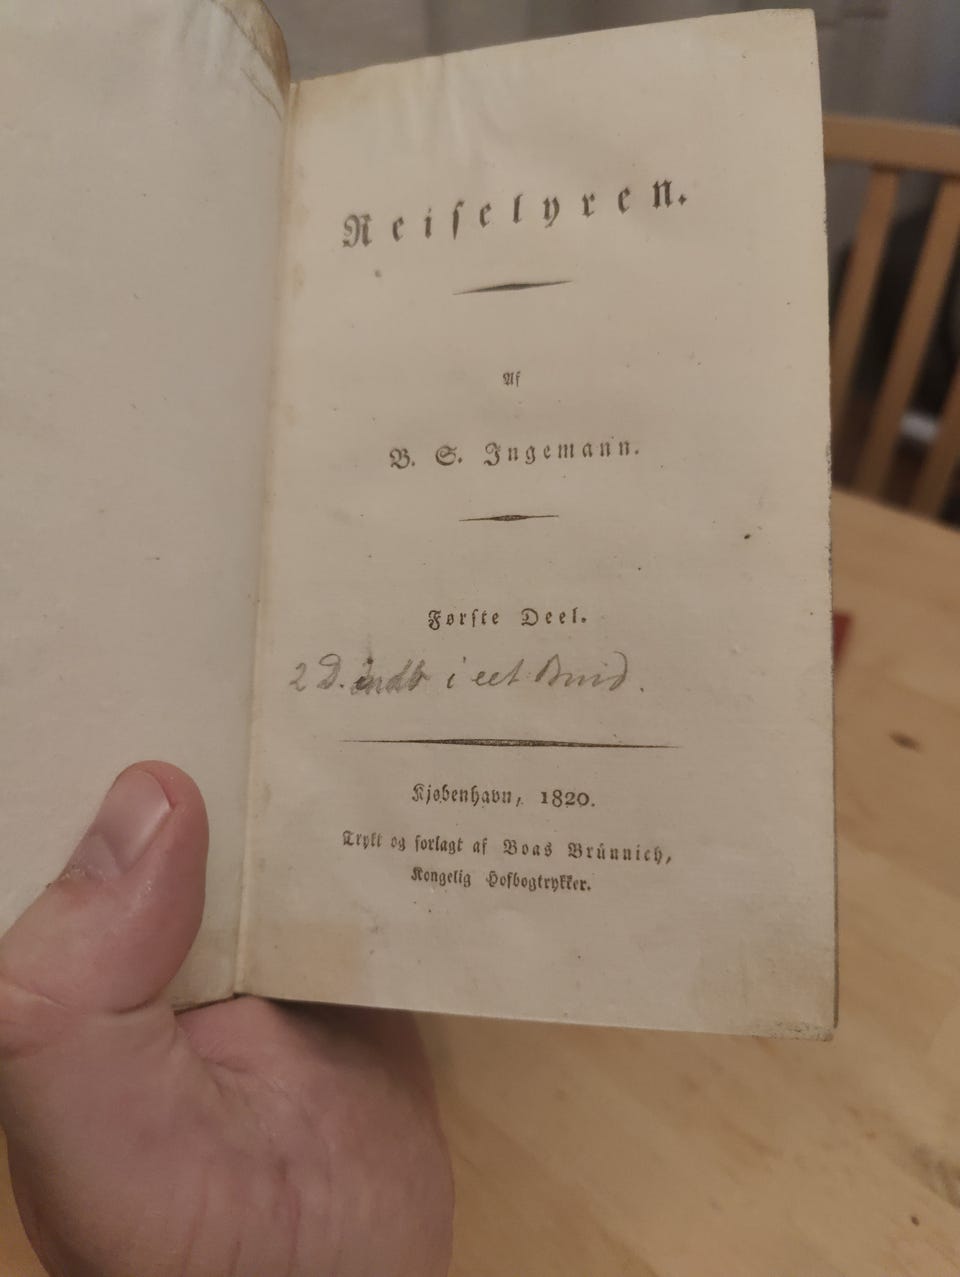 Reiselyren.
Af
B. S. Ingemann.
Første Deel.
2 D. indb i eet Bind.
Kjøbenhavn, 1820.
Trykt og forlagt af Boas Brünnich,
Kongelig Hofbogtrykker.